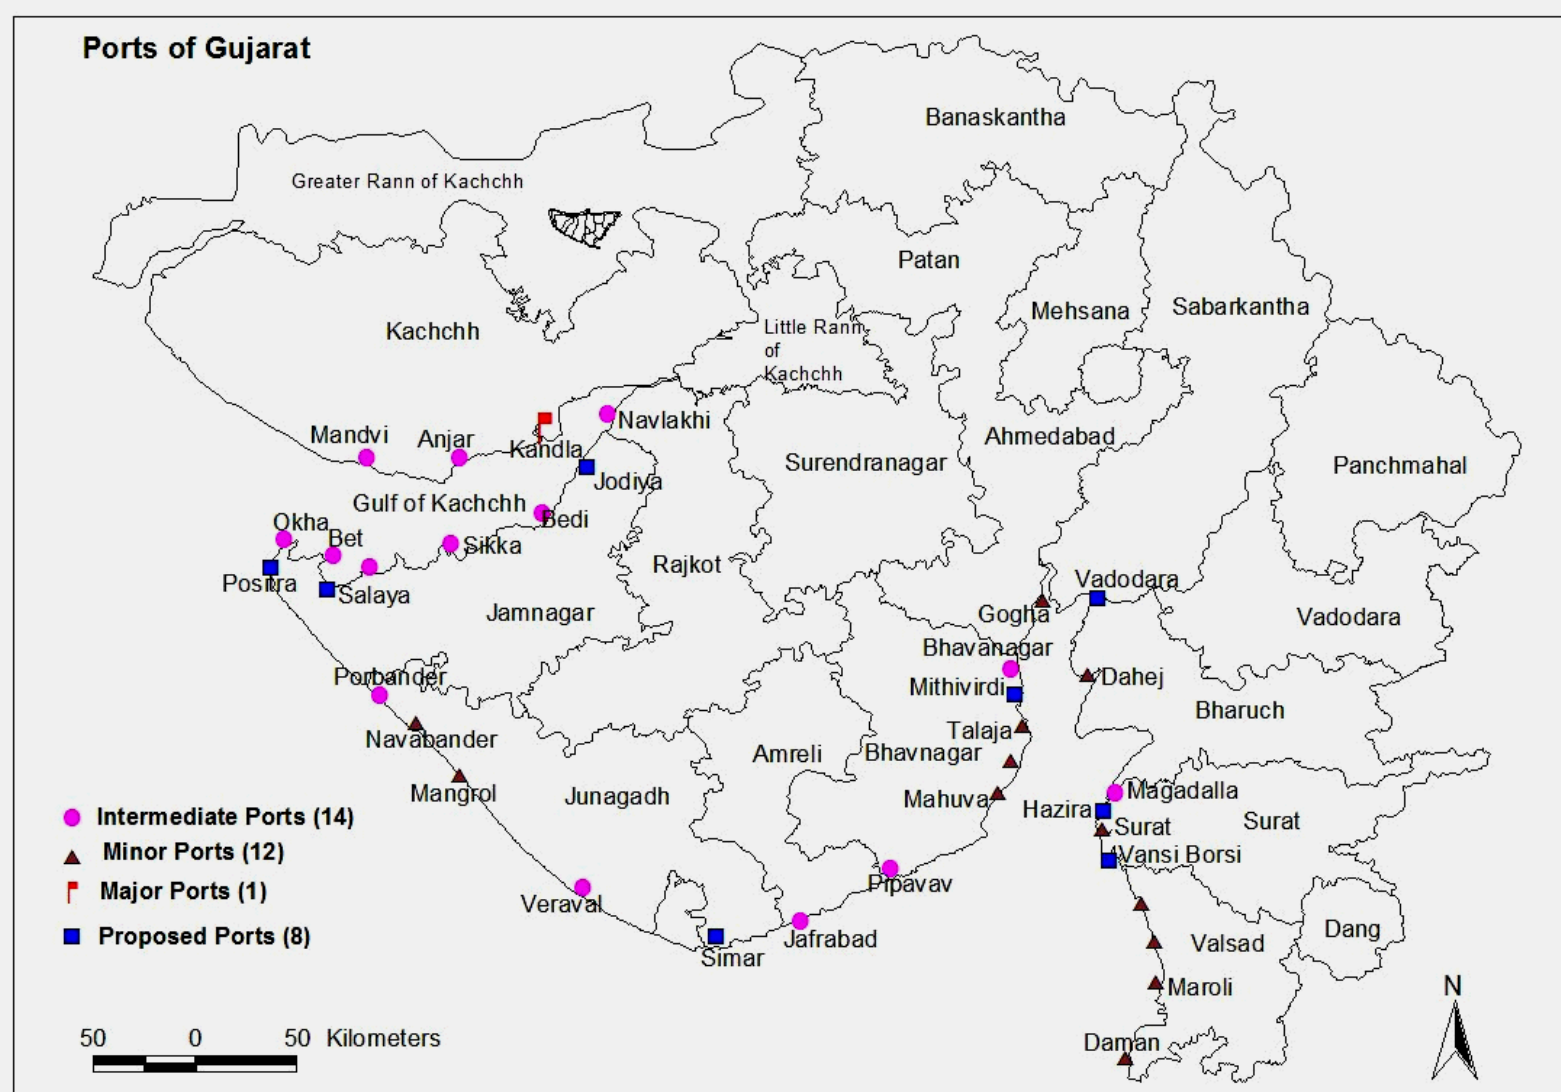 Ports of Gujarat
Banaskantha
Greater Rann of Kachchh
Patan
Mehsana
Sabarkantha
Kachchh
Little Rann
of
Kachchh
Navlakhi
Mandvi
Anjar
Kandla
Ahmedabad
Surendranagar
Panchmahal
Jodiya
Gulf of Kachchh
Bedi
Okha
Bet
Sikka
Rajkot
Positra
Salaya
Jamnagar
Vadodara
Gogha
Vadodara
Bhavanagar
Porbander
Mithivirdi
Dahej
Bharuch
Navabander
Talaja
Amreli
Bhavnagar
Mangrol
Junagadh
Mahuva
Magadalla
Hazira
Surat
Surat
Vansi Borsi
Intermediate Ports (14)
Minor Ports (12)
Major Ports (1)
Proposed Ports (8)
Veraval
Pipavav
Jafrabad
Simar
Valsad
Dang
Maroli
Daman
N
50 0 50 Kilometers